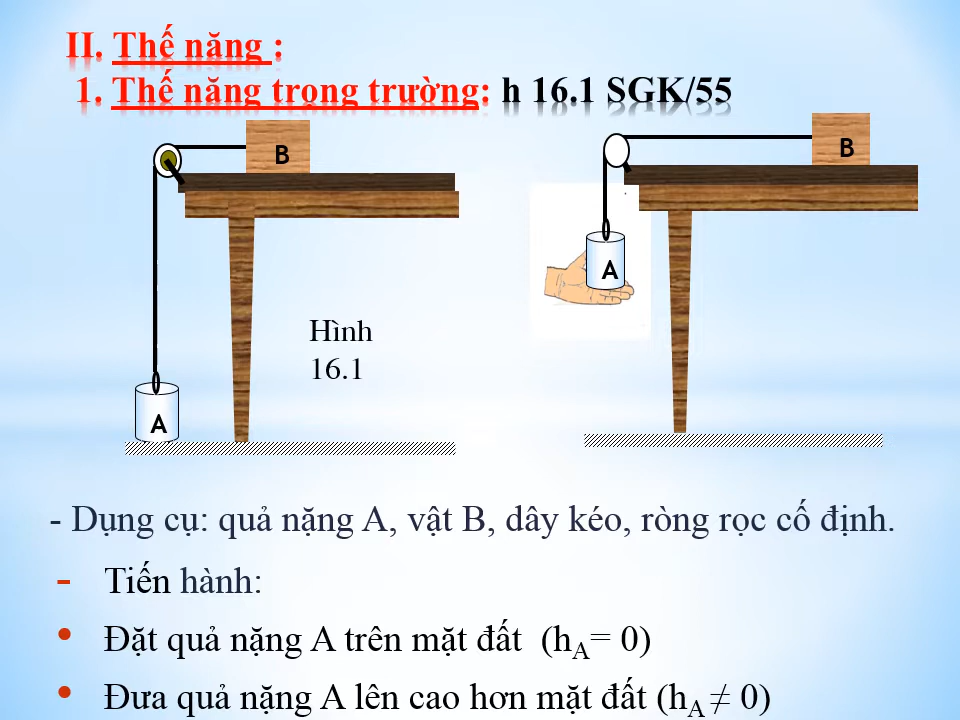 II. Thế năng :
1. Thế năng trọng trường: h 16.1 SGK/55
B
B
A
Hình
16.1
A
- Dụng cụ: quả nặng A, vật B, dây kéo, ròng rọc cố định.
- Tiến hành:
• Đặt quả nặng A trên mặt đất (hA= 0)
• Đưa quả nặng A lên cao hơn mặt đất (hA ≠ 0)